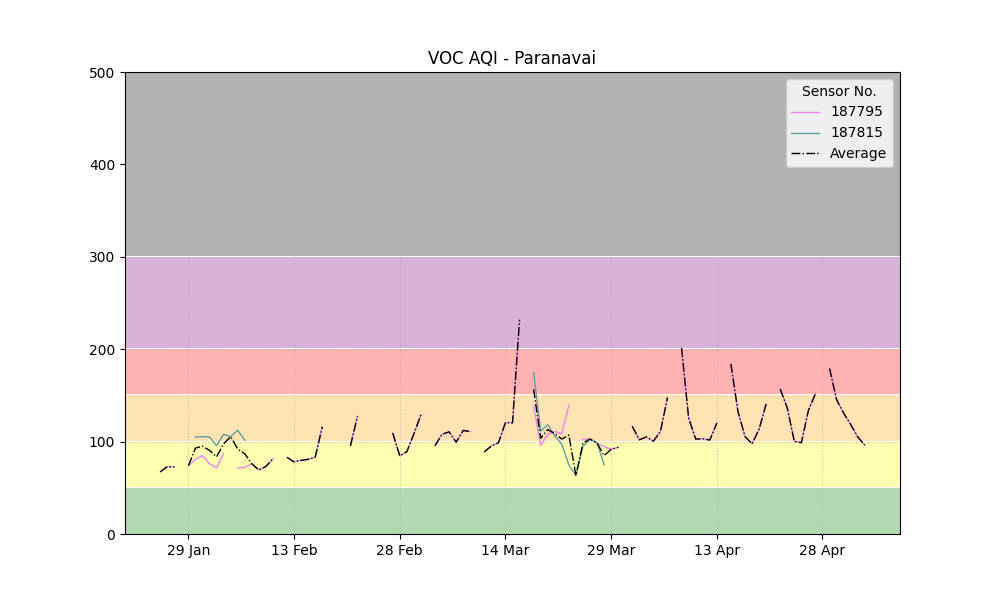 VOC AQI - Paranavai
500
400
300
200
100
0
Sensor No.
187795
187815
Average
29 Jan
13 Feb
28 Feb
14 Mar
29 Mar
13 Apr
28 Apr